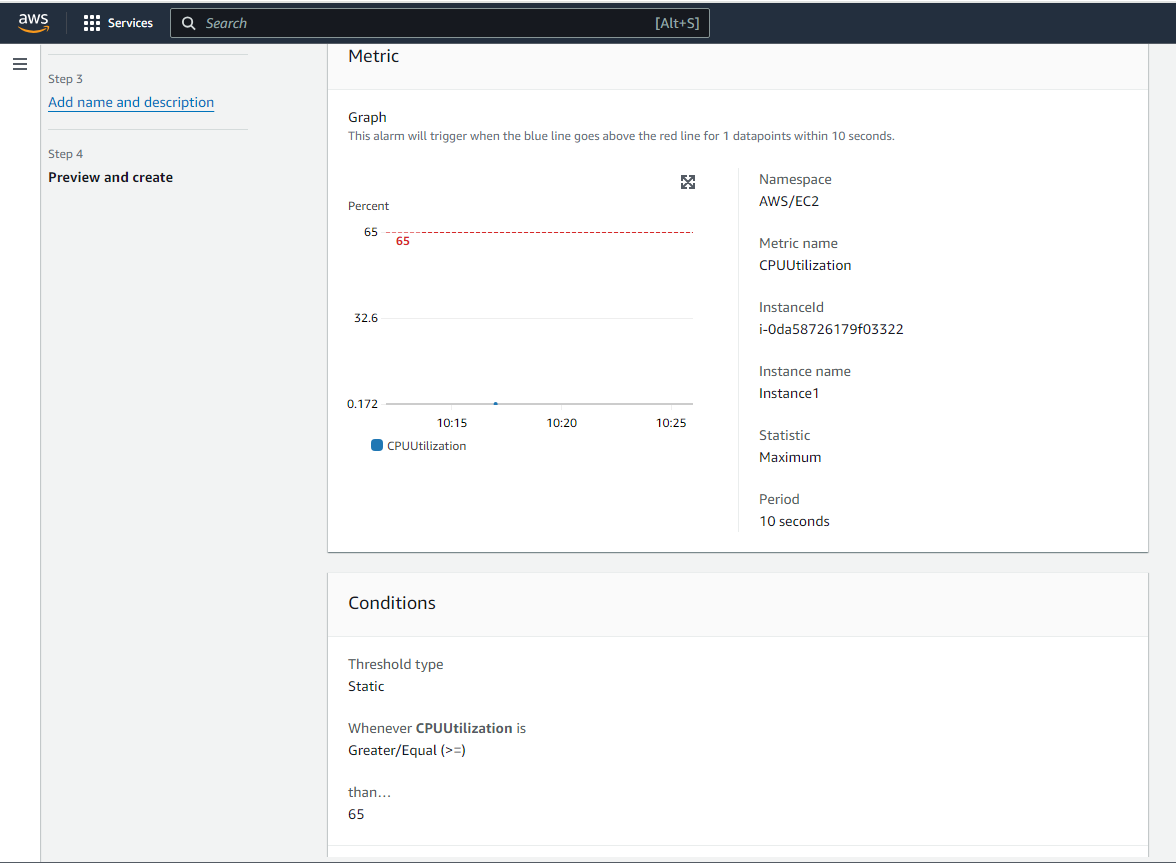 aws
Services
Search
[Alt+S]
Step 3
Add name and description
Step 4
Preview and create
Metric
Graph
This alarm will trigger when the blue line goes above the red line for 1 datapoints within 10 seconds.
Percent
65
65
32.6
0.172
10:15
10:20
10:25
CPUUtilization
Namespace
AWS/EC2
Metric name
CPUUtilization
InstanceId
i-0da58726179f03322
Instance name
Instance1
Statistic
Maximum
Period
10 seconds
Conditions
Threshold type
Static
Whenever CPUUtilization is
Greater/Equal (>=)
than...
65